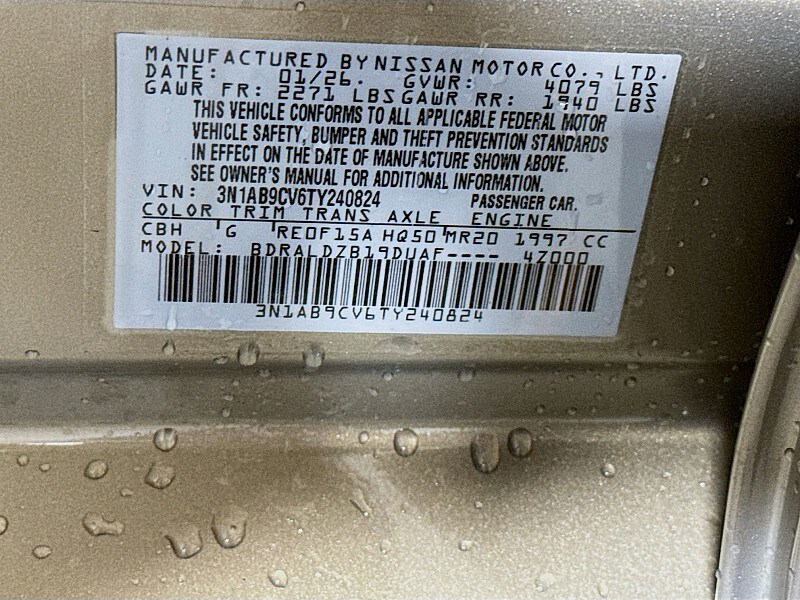 MANUFACTURED BY NISSAN MOTOR CO., LTD.
DATE: 01/26. GVWR: 4079 LBS
GAWR FR: 2271 LBS GAWR RR: 1940 LBS
THIS VEHICLE CONFORMS TO ALL APPLICABLE FEDERAL MOTOR
VEHICLE SAFETY, BUMPER AND THEFT PREVENTION STANDARDS
IN EFFECT ON THE DATE OF MANUFACTURE SHOWN ABOVE.
SEE OWNER'S MANUAL FOR ADDITIONAL INFORMATION.
VIN: 3N1AB9CV6TY240824 PASSENGER CAR.
COLOR TRIM TRANS AXLE ENGINE
CBH G RE0F15A HQ50 MR20 1997 CC
MODEL: BDRALDZB19DUAF---- 4Z000
3N1AB9CV6TY240824